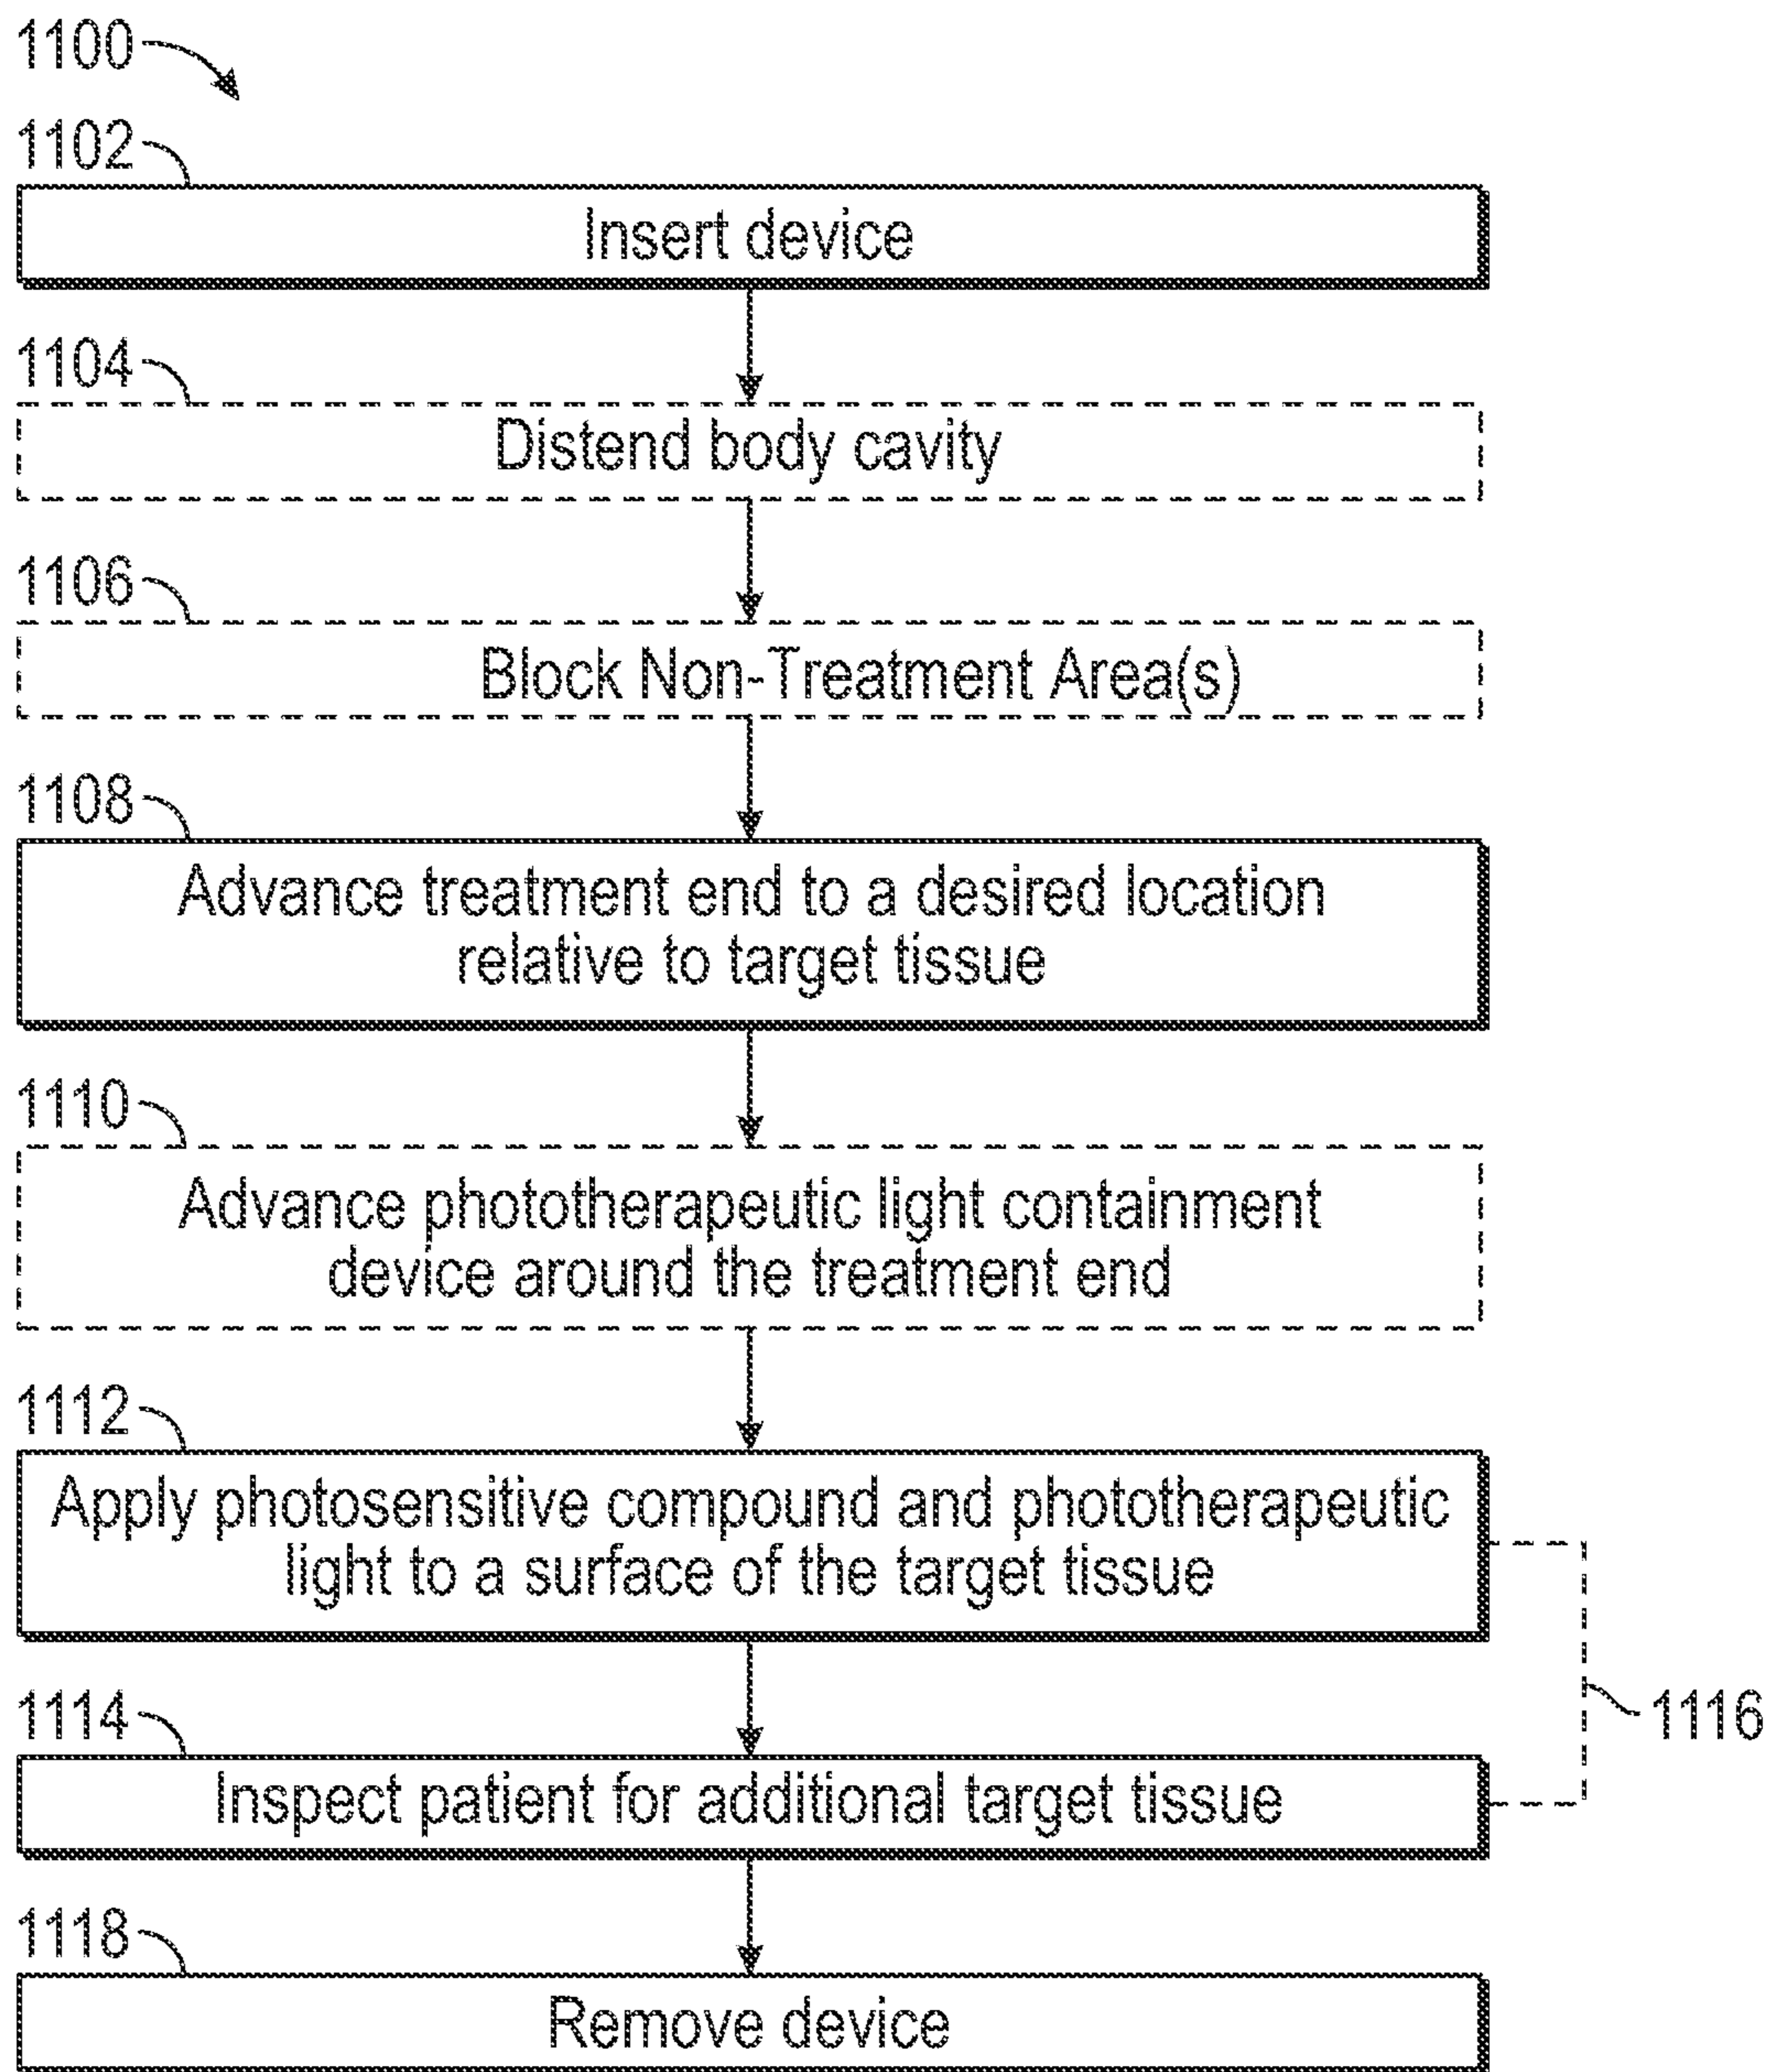 1100
1102
Insert device
1104
Distend body cavity
1106
Block Non-Treatment Area(s)
1108
Advance treatment end to a desired location
relative to target tissue
1110
Advance phototherapeutic light containment
device around the treatment end
1112
Apply photosensitive compound and phototherapeutic
light to a surface of the target tissue
1114
1116
Inspect patient for additional target tissue
1118
Remove device